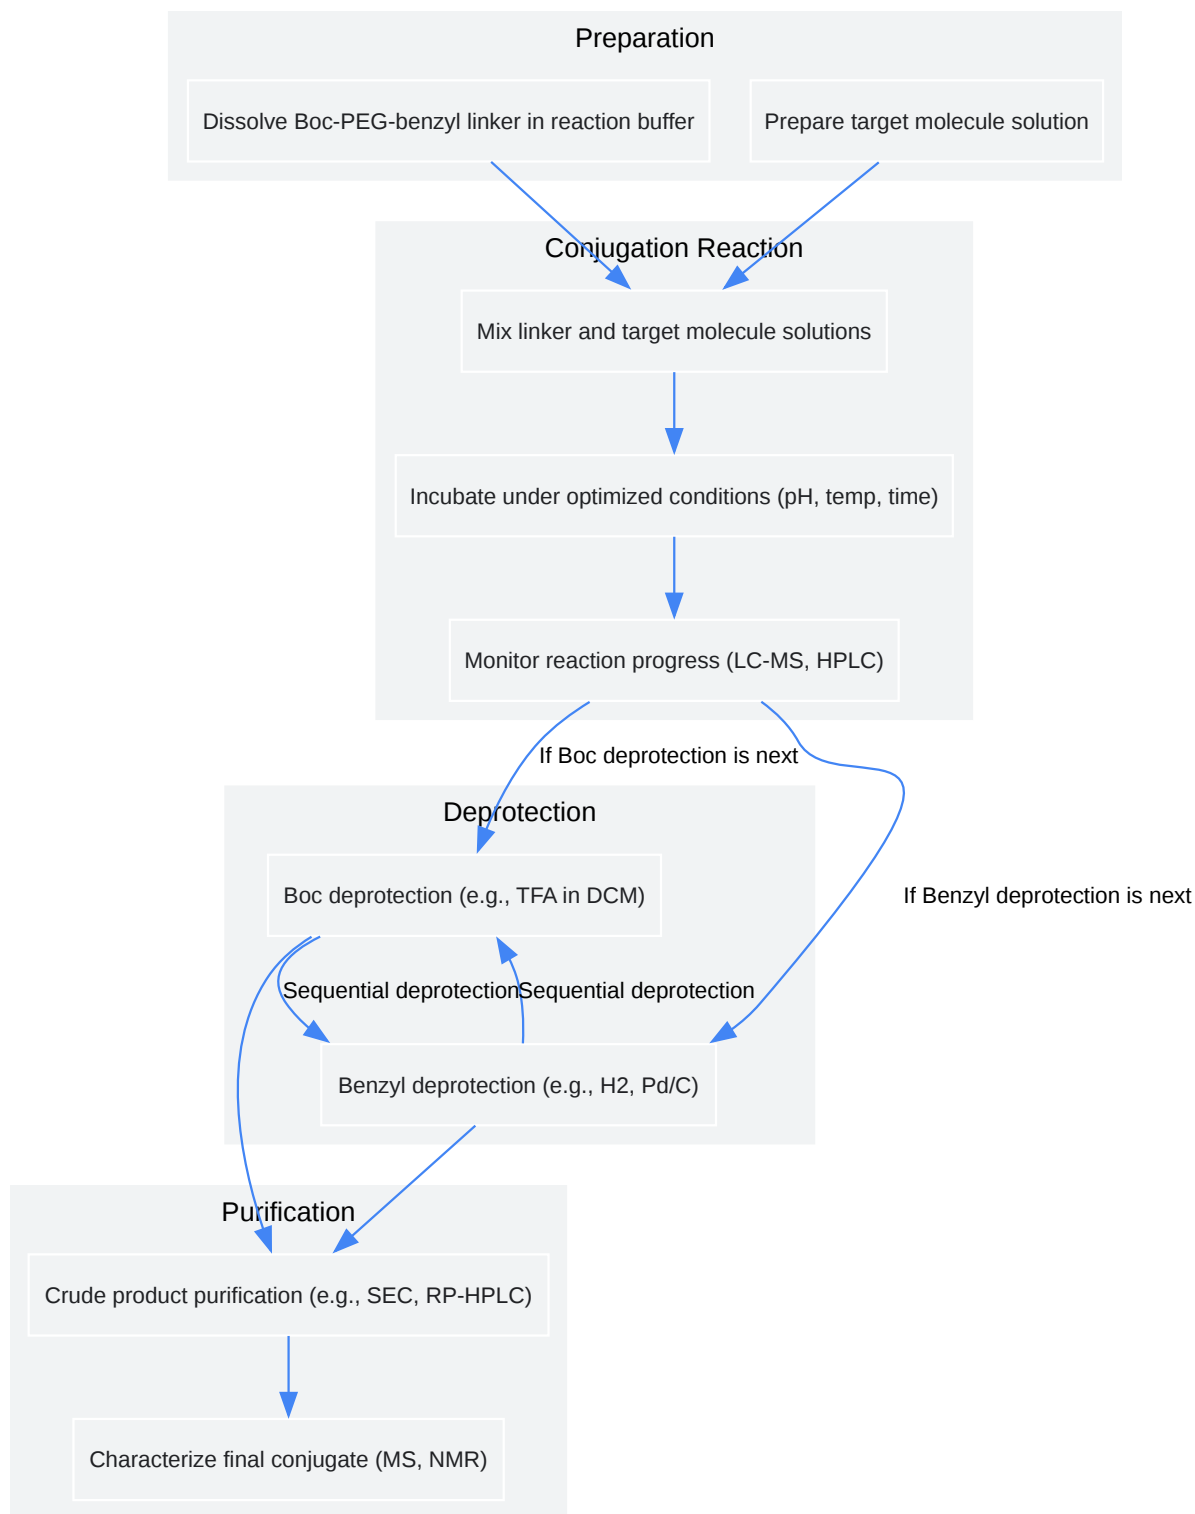 Preparation
Dissolve Boc-PEG-benzyl linker in reaction buffer
Prepare target molecule solution
Conjugation Reaction
Mix linker and target molecule solutions
Incubate under optimized conditions (pH, temp, time)
Monitor reaction progress (LC-MS, HPLC)
If Boc deprotection is next
Deprotection
Boc deprotection (e.g., TFA in DCM)
If Benzyl deprotection is next
Sequential deprotection
Sequential deprotection
Benzyl deprotection (e.g., H2, Pd/C)
Purification
Crude product purification (e.g., SEC, RP-HPLC)
Characterize final conjugate (MS, NMR)